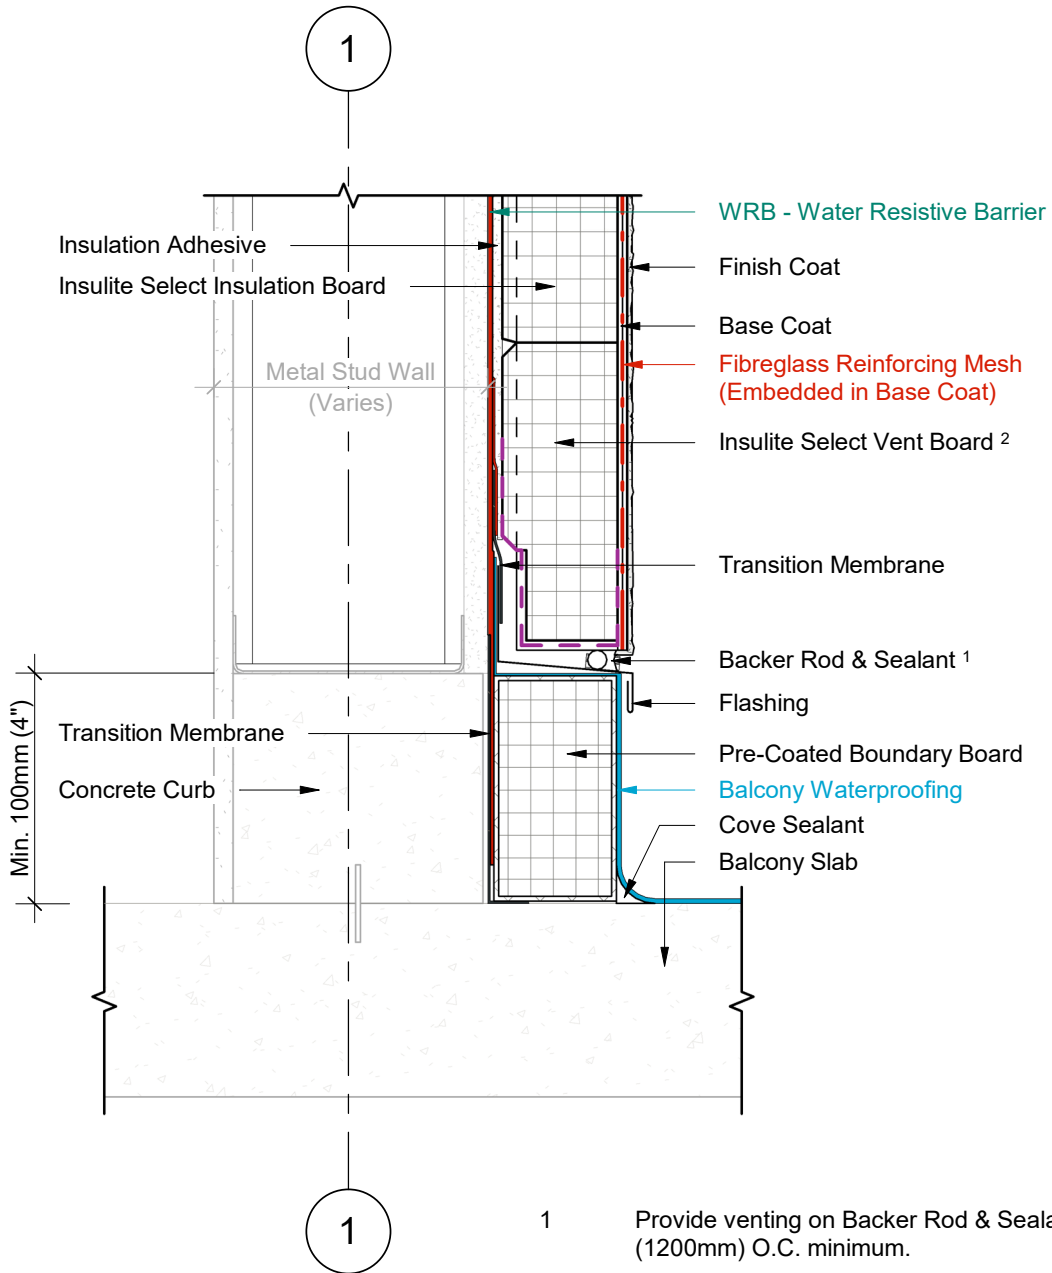 1
WRB - Water Resistive Barrier
Insulation Adhesive
Finish Coat
Insulite Select Insulation Board
Base Coat
Metal Stud Wall
(Varies)
Fibreglass Reinforcing Mesh
(Embedded in Base Coat)
Insulite Select Vent Board 2
Transition Membrane
Backer Rod & Sealant 1
Flashing
Min. 100mm (4")
Transition Membrane
Pre-Coated Boundary Board
Concrete Curb
Balcony Waterproofing
Cove Sealant
Balcony Slab
1
1 Provide venting on Backer Rod &
(1200mm) O.C. minimum.